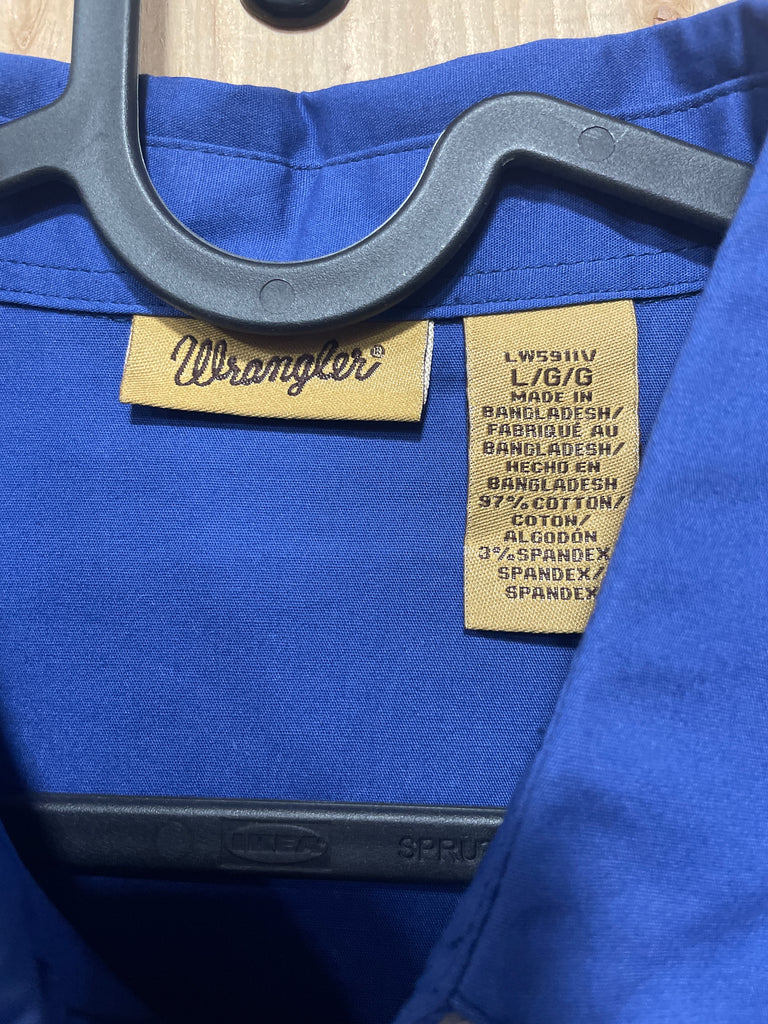 Wrangler®
LW5911V
L/G/G
MADE IN
BANGLADESH/
FABRIQUÉ AU
BANGLADESH/
HECHO EN
BANGLADESH
97% COTTON/
COTON/
ALGODÓN
3% SPANDEX
SPANDEX/
SPANDEX
IKEA